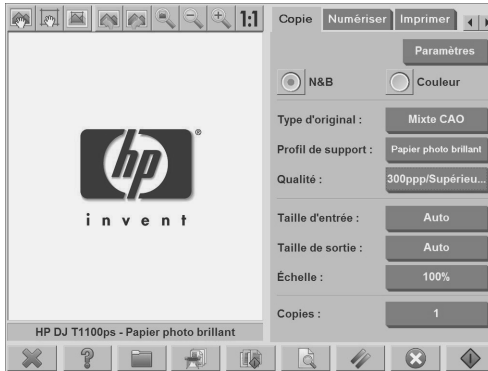 1:1
Copie Numériser Imprimer
Paramètres
N&B Couleur
Type d'original : Mixte CAO
Profil de support : Papier photo brillant
Qualité : 300ppp/Supérieu...
Taille d'entrée : Auto
Taille de sortie : Auto
Échelle : 100%
Copies : 1
hp
®
invent
HP DJ T1100ps - Papier photo brillant
?